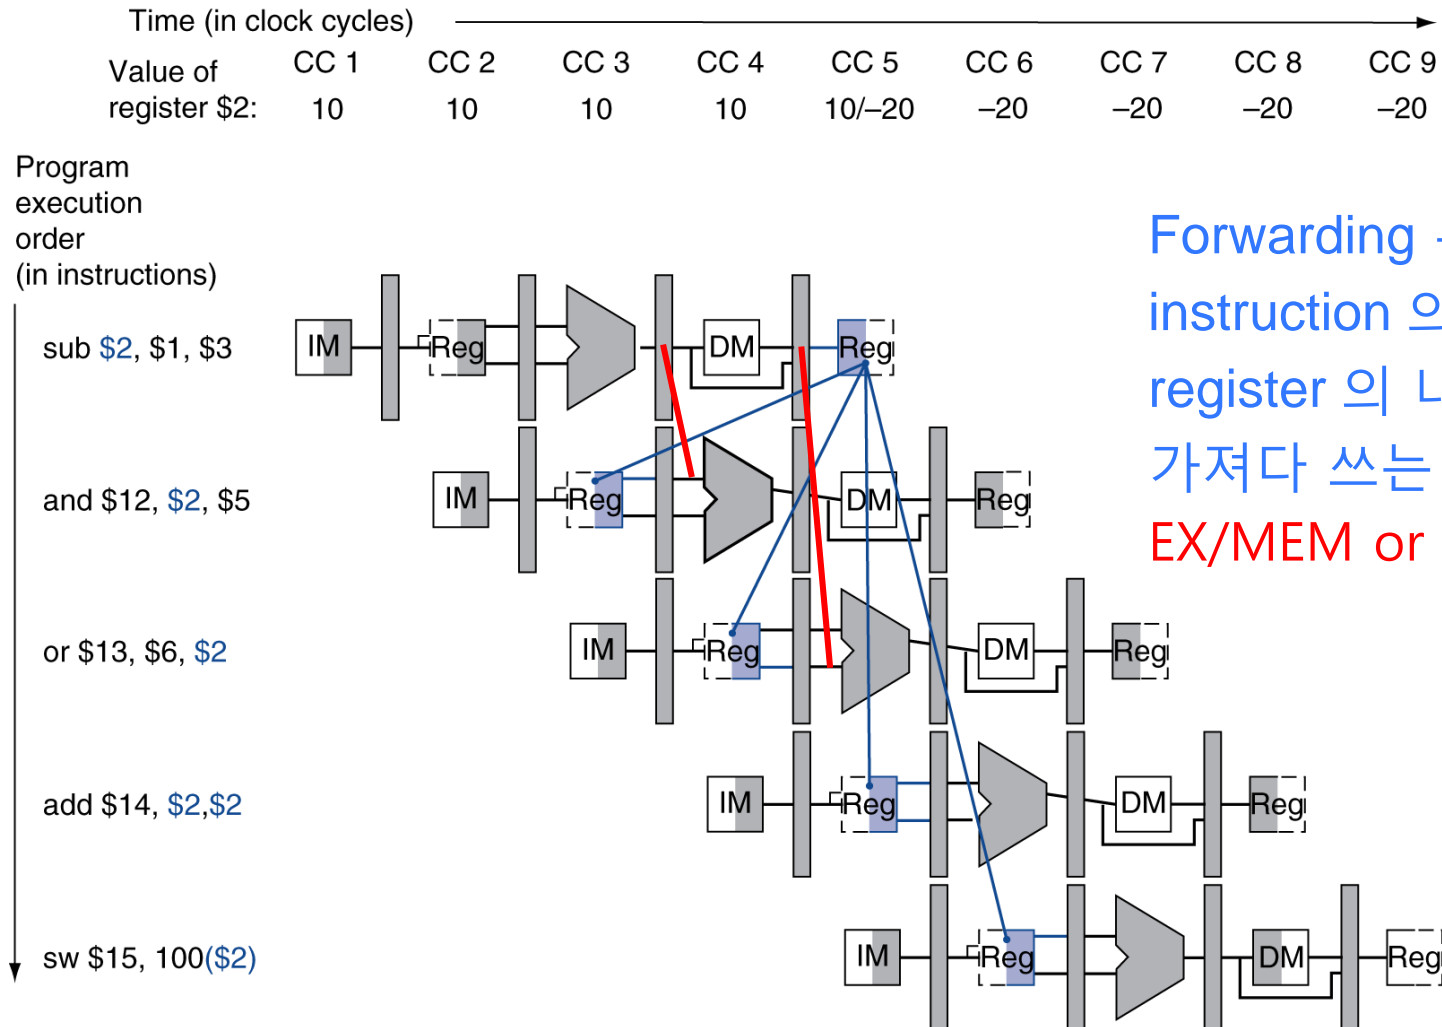 Time (in clock cycles)
Value of register $2:
CC 1 CC 2 CC 3 CC 4 CC 5 CC 6 CC 7 CC 8 CC 9
10 10 10 10 10/–20 –20 –20 –20 –20
Program
execution
order
(in instructions)
sub $2, $1, $3
IM Reg DM Reg
and $12, $2, $5
IM Reg DM Reg
or $13, $6, $2
IM Reg DM Reg
add $14, $2,$2
IM Reg DM Reg
sw $15, 100($2)
IM Reg DM Reg
Forwarding
instruction 의
register 의
가져다 쓰는
EX/MEM or